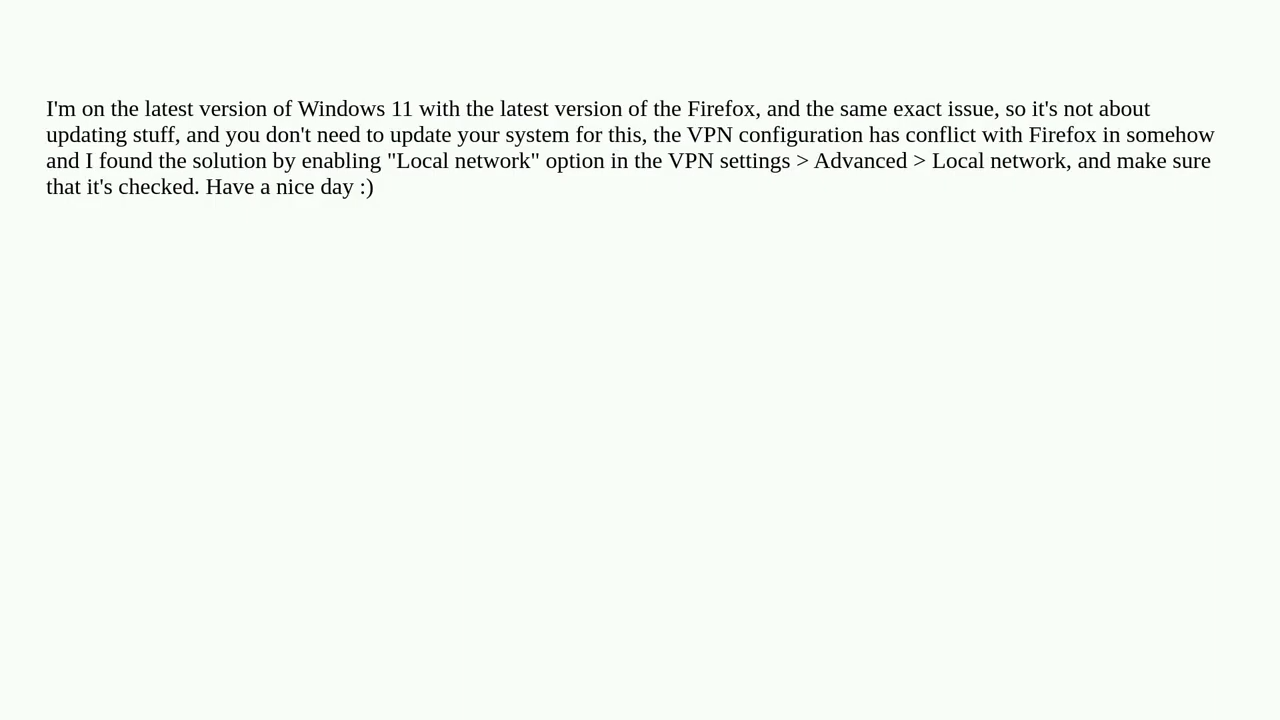 I'm on the latest version of Windows 11 with the latest version of the Firefox, and the same exact issue, so it's not about
updating stuff, and you don't need to update your system for this, the VPN configuration has conflict with Firefox in somehow
and I found the solution by enabling "Local network" option in the VPN settings > Advanced > Local network, and make sure
that it's checked. Have a nice day :)